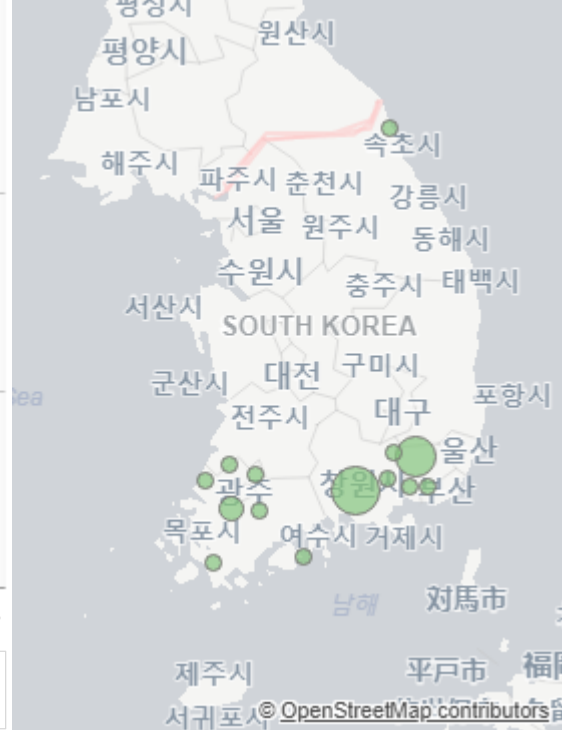 평성시
원산시
평양시
남포시
속초시
해주시
파주시 춘천시
강릉시
서울 원주시
동해시
수원시
충주시 태백시
서산시
SOUTH KOREA
구미시
대전
군산시
Sea
포항시
전주시 대구
울산
창원시 부산
광주
목포시 여수시 거제시
남해
対馬市
제주시 平戸市 福岡
서귀포시
© OpenStreetMap contributors